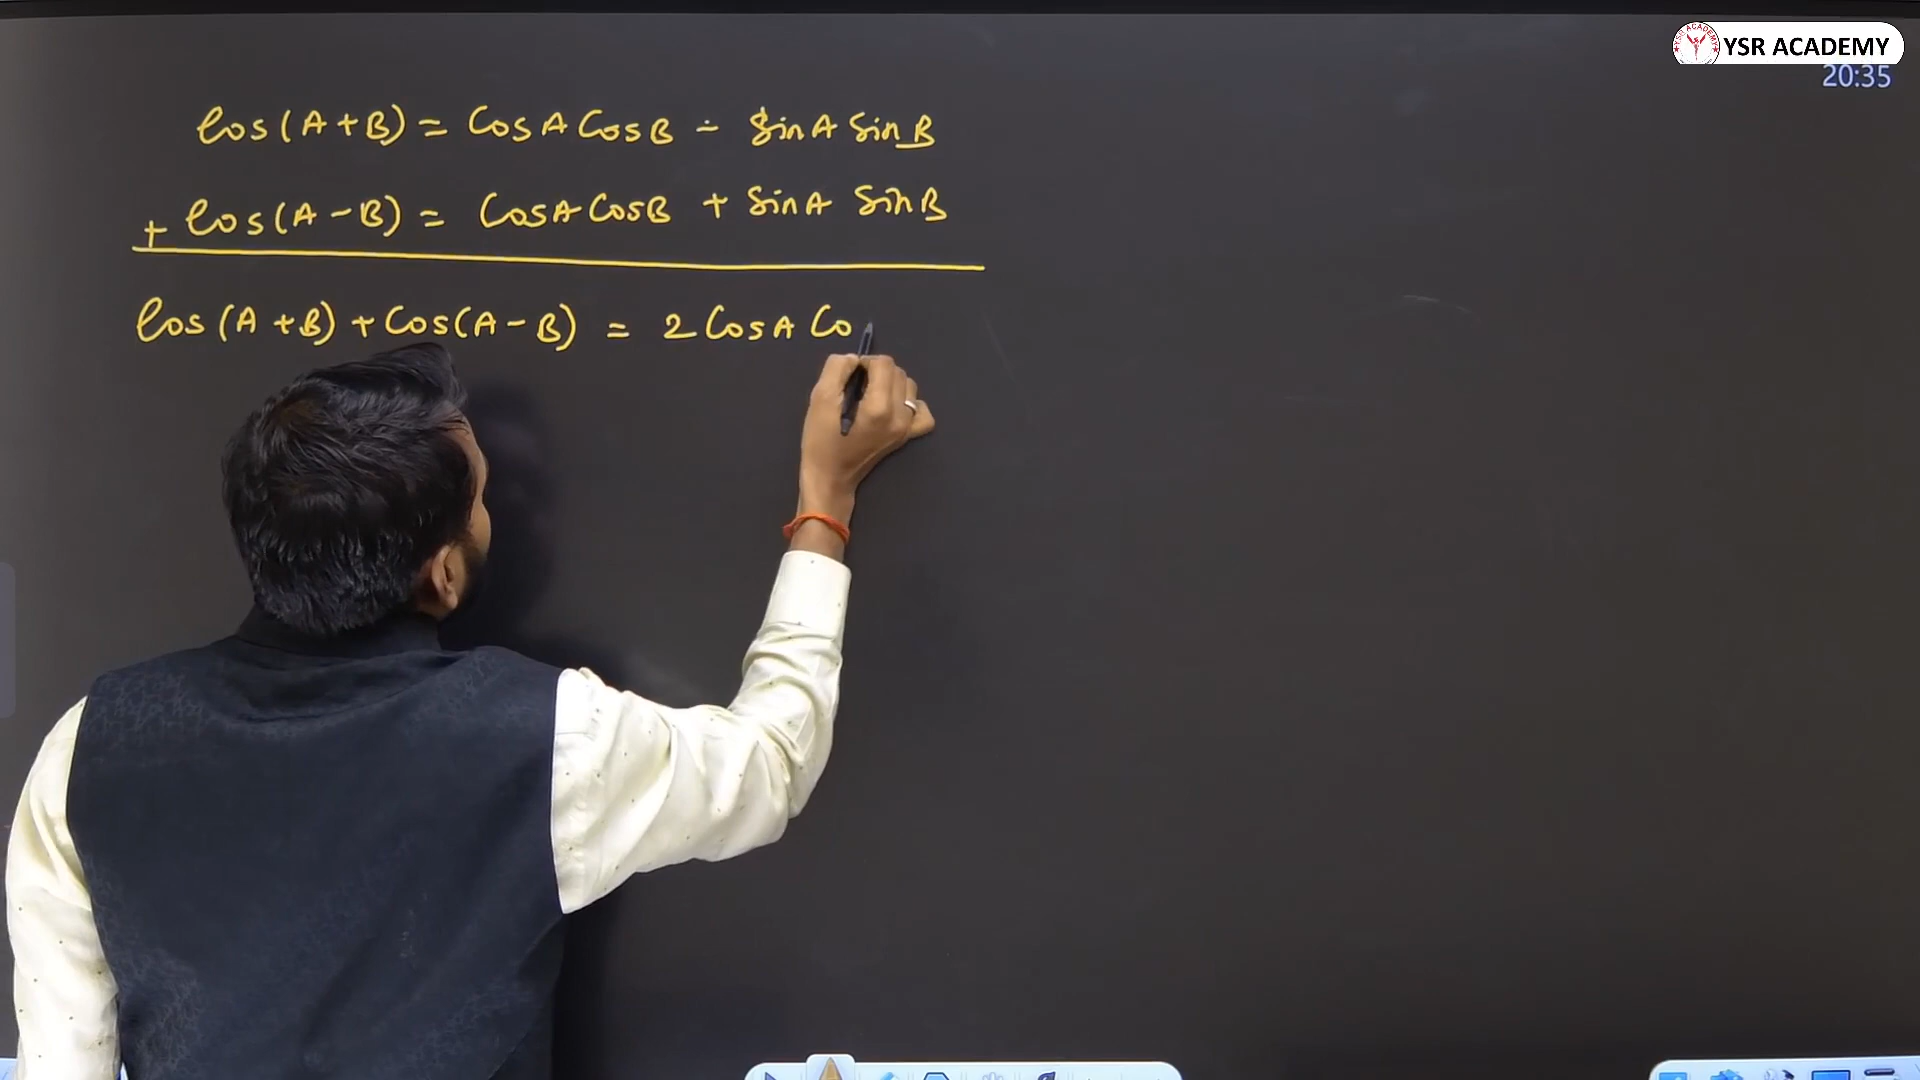 YSR ACADEMY
20:35
Cos(A+B) = CosA CosB - SinA SinB
+ Cos(A-B) = CosA CosB + SinA SinB
Cos(A+B) + Cos(A-B) = 2 CosA Co